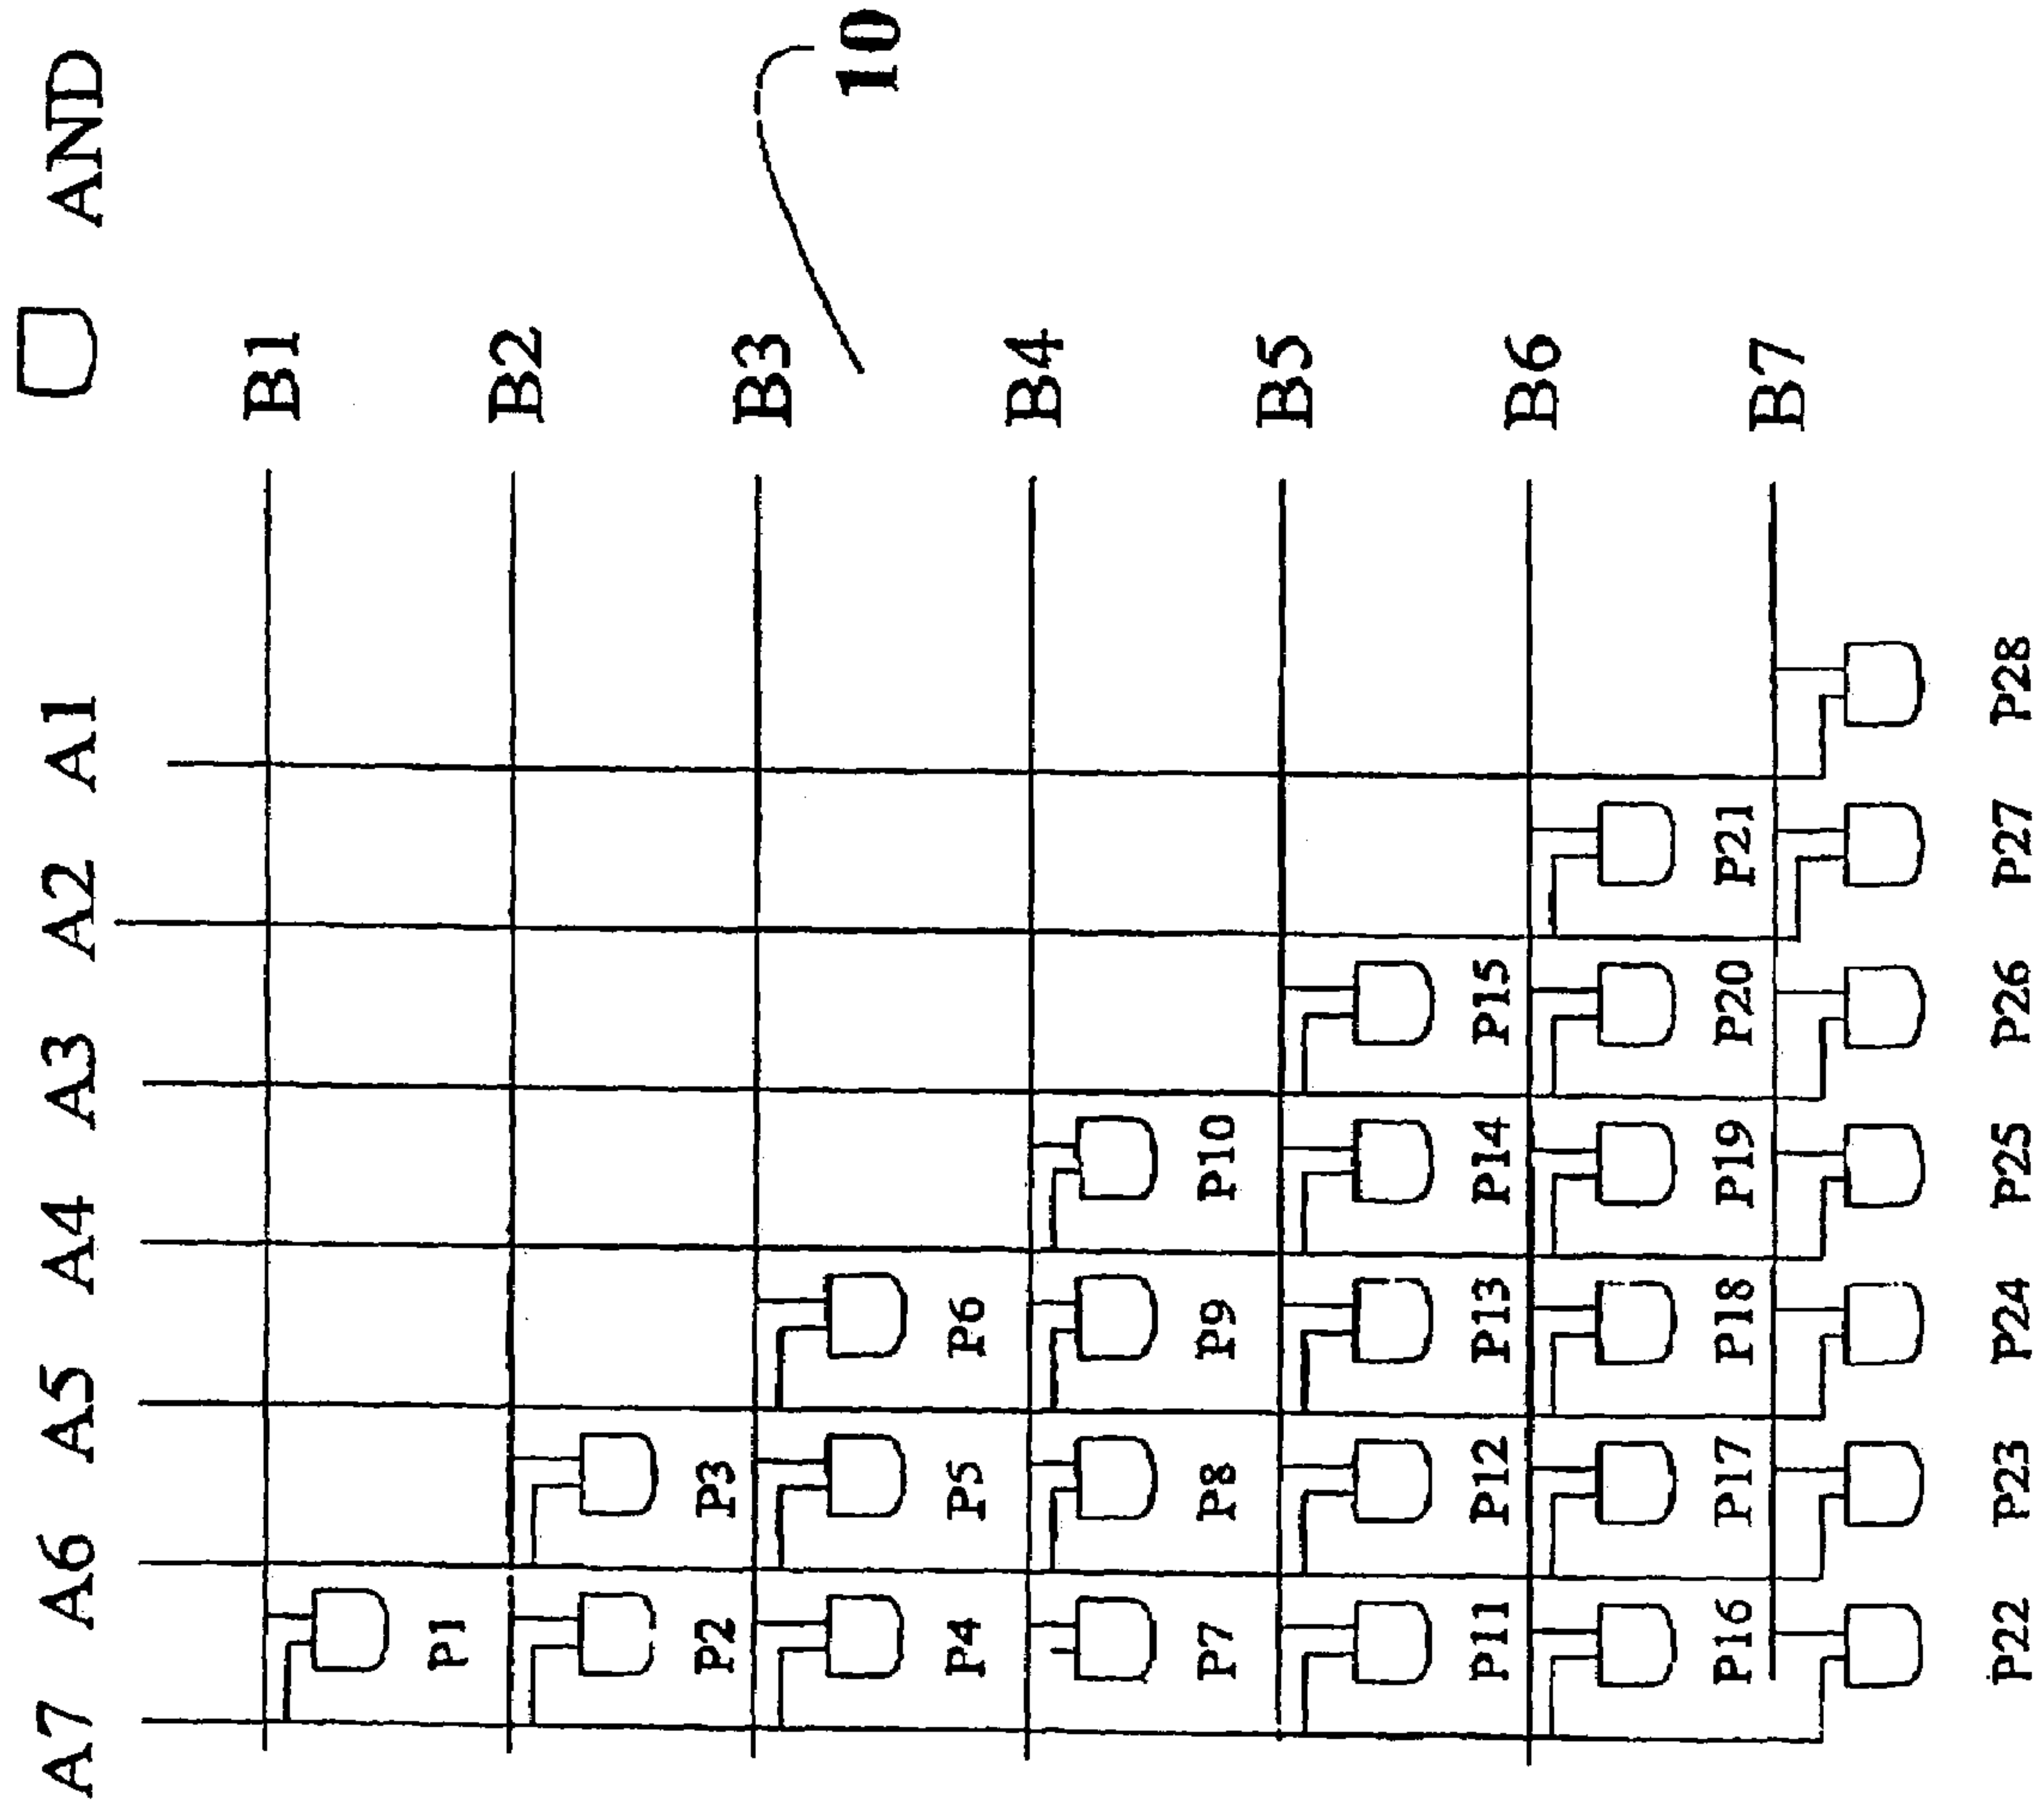 A7 A6 A5 A4 A3 A2 A1 AND
B1
P1
B2
P2 P3
B3
10
P4 P5 P6
B4
P7 P8 P9 P10
B5
P11 P12 P13 P14 P15
B6
P16 P17 P18 P19 P20 P21
B7
P22 P23 P24 P25 P26 P27 P28